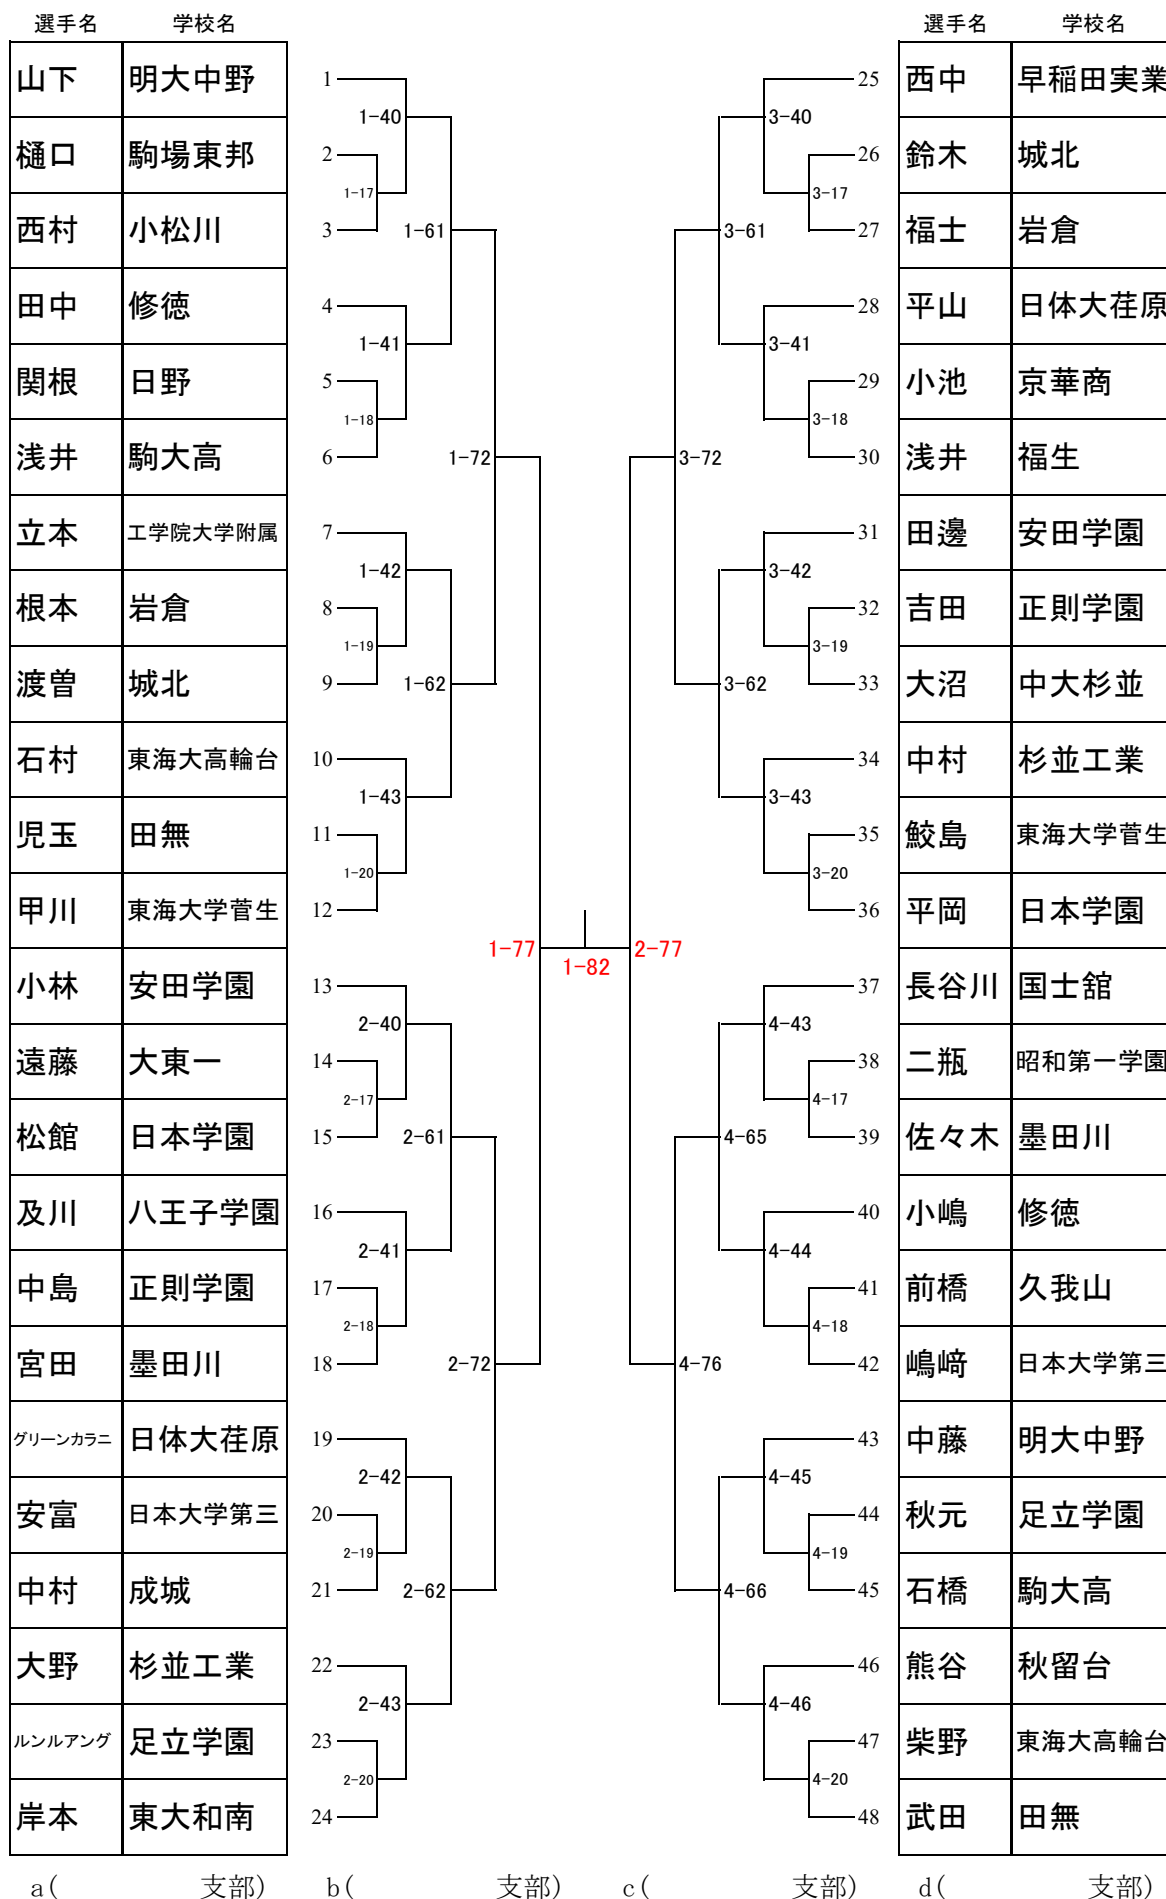 選手名 学校名 選手名 学校名
山下 明大中野 1 25 西中 早稲田実業
1-40 3-40
樋口 駒場東邦 2 26 鈴木 城北
1-17 3-17
西村 小松川 3 1-61 3-61 27 福士 岩倉
田中 修徳 4 28 平山 日体大荏原
1-41 3-41
関根 日野 5 29 小池 京華商
1-18 3-18
浅井 駒大高 6 1-72 3-72 30 浅井 福生
立本 工学院大学附属 7 31 田邊 安田学園
1-42 3-42
根本 岩倉 8 32 吉田 正則学園
1-19 3-19
渡曽 城北 9 1-62 3-62 33 大沼 中大杉並
石村 東海大高輪台 10 34 中村 杉並工業
1-43 3-43
児玉 田無 11 35 鮫島 東海大学菅生
1-20 3-20
甲川 東海大学菅生 12 36 平岡 日本学園
1-77 2-77
1-82
小林 安田学園 13 37 長谷川 国士舘
2-40 4-43
遠藤 大東一 14 38 二瓶 昭和第一学園
2-17 4-17
松館 日本学園 15 2-61 4-65 39 佐々木 墨田川
及川 八王子学園 16 40 小嶋 修徳
2-41 4-44
中島 正則学園 17 41 前橋 久我山
2-18 4-18
宮田 墨田川 18 2-72 4-76 42 嶋﨑 日本大学第三
グリーンカラニ 日体大荏原 19 43 中藤 明大中野
2-42 4-45
安富 日本大学第三 20 44 秋元 足立学園
2-19 4-19
中村 成城 21 2-62 4-66 45 石橋 駒大高
大野 杉並工業 22 46 熊谷 秋留台
2-43 4-46
ルンルアング 足立学園 23 47 柴野 東海大高輪台
2-20 4-20
岸本 東大和南 24 48 武田 田無
a( 支部) b( 支部) c( 支部) d( 支部)